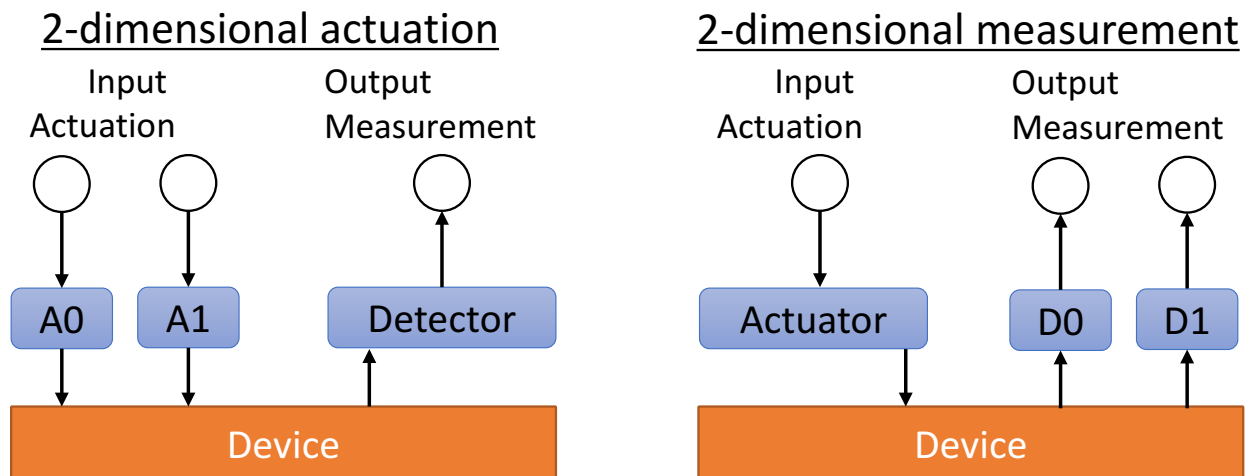 2-dimensional actuation
Input
Actuation
Output
Measurement
A0
A1
Detector
Device
2-dimensional measurement
Input
Actuation
Output
Measurement
Actuator
D0
D1
Device